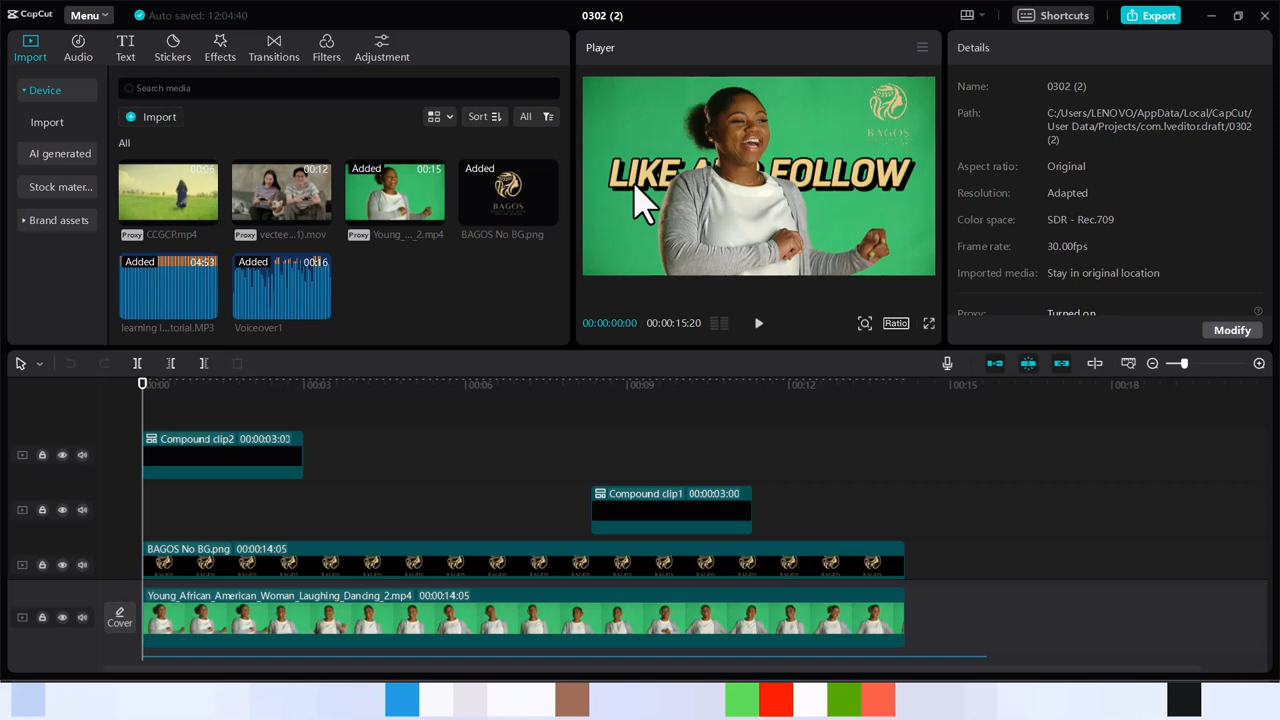 CapCut
Menu
Auto saved: 12:04:40
0302 (2)
Shortcuts
Export
Import
Audio
Text
Stickers
Effects
Transitions
Filters
Adjustment
Device
Import
AI generated
Stock mater...
Brand assets
Search media
Import
Sort
All
All
00:06
Proxy CCGCP.mp4
00:12
Proxy vectee...1).mov
Added 00:15
Proxy Young_..._2.mp4
Added
BAGOS
BAGOS No BG.png
Added 04:53
learning l...torial.MP3
Added 00:16
Voiceover1
Player
BAGOS
LIKE AND FOLLOW
00:00:00:00 00:00:15:20
Ratio
Details
Name: 0302 (2)
Path: C:/Users/LENOVO/AppData/Local/CapCut/
User Data/Projects/com.lveditor.draft/0302
(2)
Aspect ratio: Original
Resolution: Adapted
Color space: SDR - Rec.709
Frame rate: 30.00fps
Imported media: Stay in original location
Proxy: Turned on
Modify
00:00 00:03 00:06 00:09 00:12 00:15 00:18
Compound clip2 00:00:03:00
Compound clip1 00:00:03:00
BAGOS No BG.png 00:00:14:05
Cover
Young_African_American_Woman_Laughing_Dancing_2.mp4 00:00:14:05